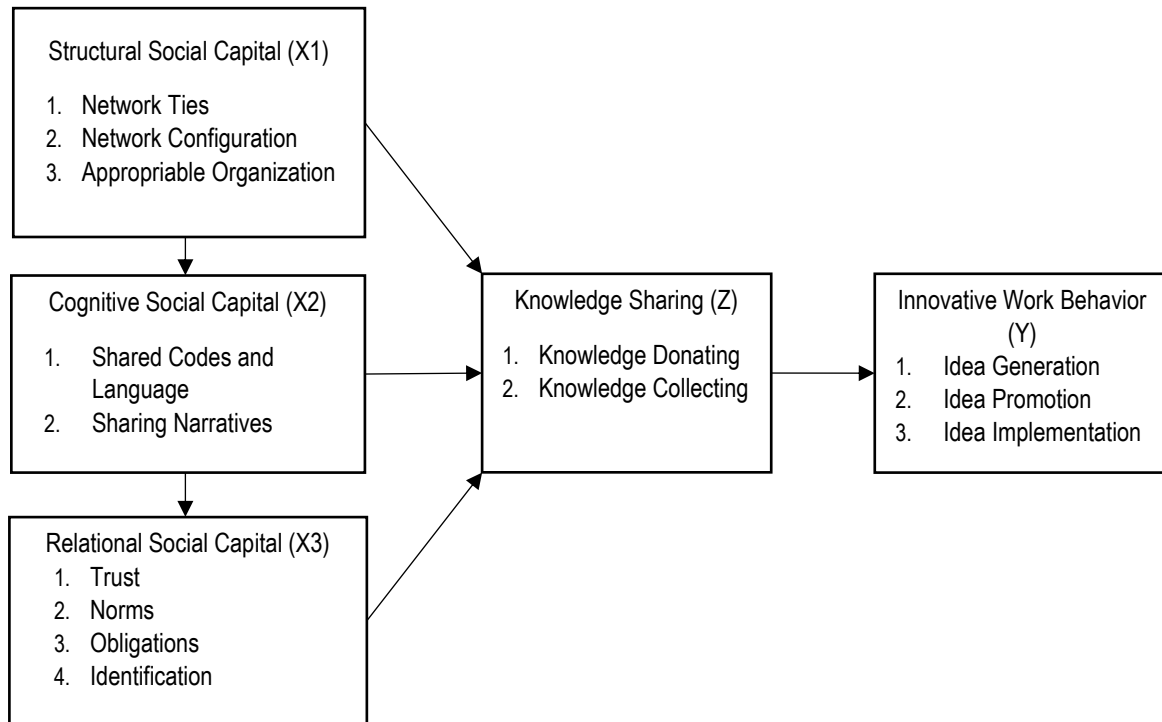 Structural Social Capital (X1)
1. Network Ties
2. Network Configuration
3. Appropriable Organization
Cognitive Social Capital (X2)
1. Shared Codes and
Language
2. Sharing Narratives
Relational Social Capital (X3)
1. Trust
2. Norms
3. Obligations
4. Identification
Knowledge Sharing (Z)
1. Knowledge Donating
2. Knowledge Collecting
Innovative Work Behavior
(Y)
1. Idea Generation
2. Idea Promotion
3. Idea Implementation